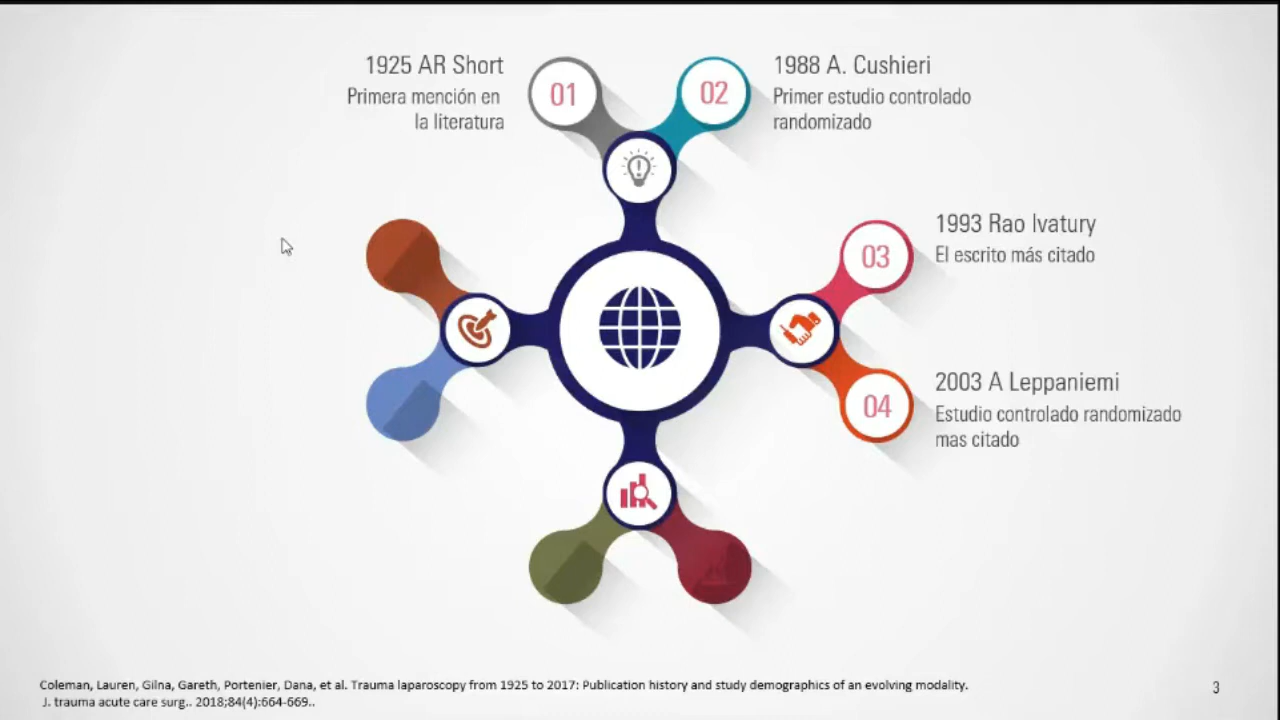 1925 AR Short
Primera mención en
la literatura
01
02
1988 A. Cushieri
Primer estudio controlado
randomizado
03
1993 Rao Ivatury
El escrito más citado
04
2003 A Leppaniemi
Estudio controlado randomizado
mas citado
Coleman, Lauren, Gilna, Gareth, Portenier, Dana, et al. Trauma laparoscopy from 1925 to 2017: Publication history and study demographics of an evolving modality.
J. trauma acute care surg.. 2018;84(4):664-669..
3